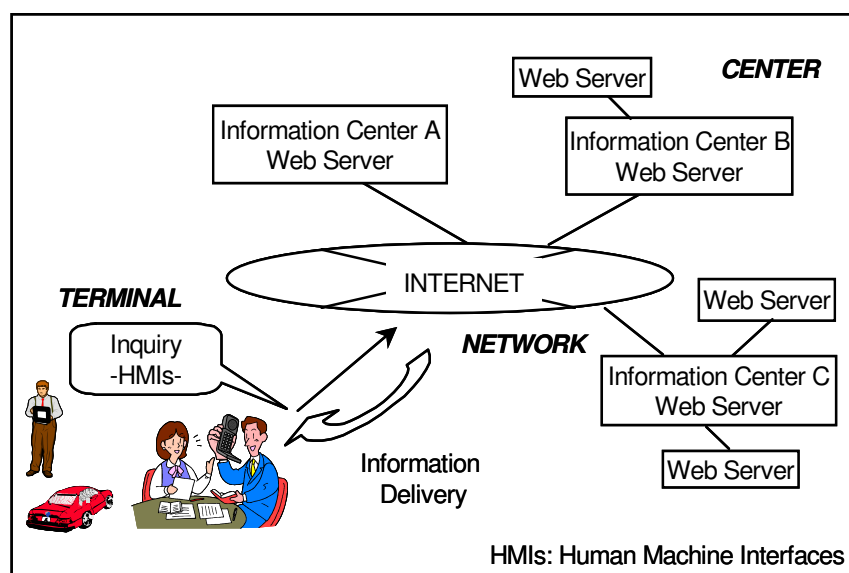 Web Server
CENTER
Information Center A
Web Server
Information Center B
Web Server
INTERNET
TERMINAL
Inquiry
-HMIs-
NETWORK
Web Server
Information Center C
Web Server
Web Server
Information
Delivery
HMIs: Human Machine Interfaces